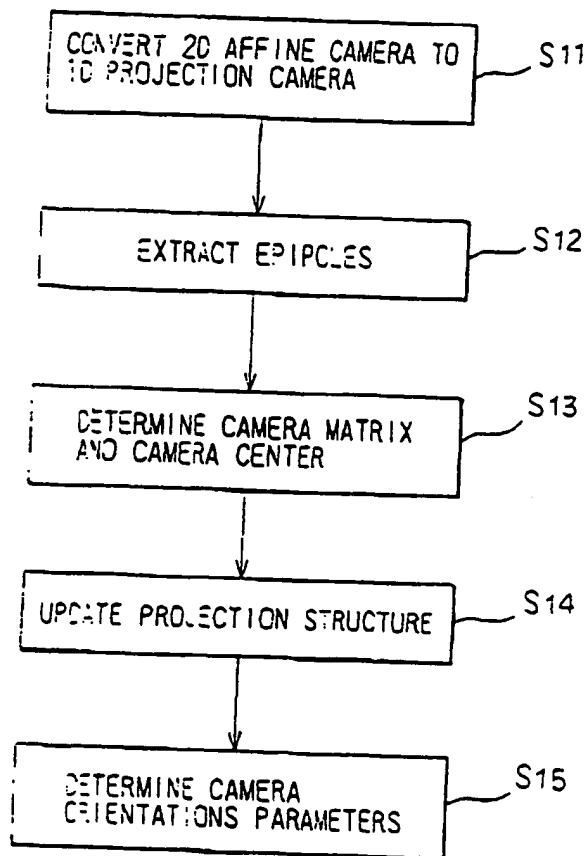 CONVERT 2D AFFINE CAMERA TO
1D PROJECTION CAMERA
S11
EXTRACT EPIPOLES
S12
DETERMINE CAMERA MATRIX
AND CAMERA CENTER
S13
UPDATE PROJECTION STRUCTURE
S14
DETERMINE CAMERA
ORIENTATIONS PARAMETERS
S15